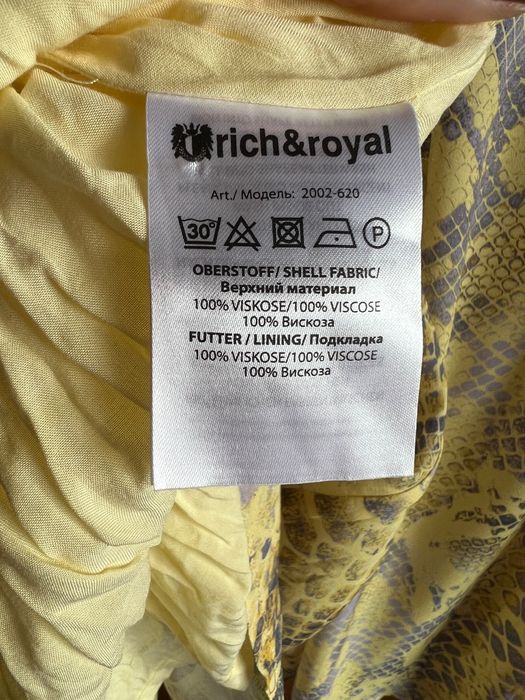 rich&royal
Art./ Модель: 2002-620
30° P
OBERSTOFF/ SHELL FABRIC/
Верхний материал
100% VISKOSE/100% VISCOSE
100% Вискоза
FUTTER / LINING/ Подкладка
100% VISKOSE/100% VISCOSE
100% Вискоза